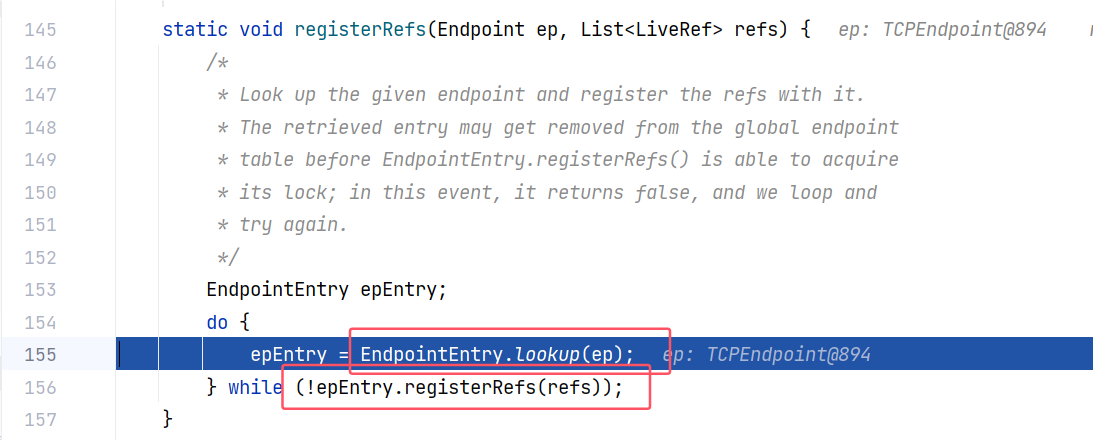 145 static void registerRefs(Endpoint ep, List<LiveRef> refs) { ep: TCPEndpoint@894
146 /*
147 * Look up the given endpoint and register the refs with it.
148 * The retrieved entry may get removed from the global endpoint
149 * table before EndpointEntry.registerRefs() is able to acquire
150 * its lock; in this event, it returns false, and we loop and
151 * try again.
152 */
153 EndpointEntry epEntry;
154 do {
155 epEntry = EndpointEntry.lookup(ep); ep: TCPEndpoint@894
156 } while (!epEntry.registerRefs(refs));
157 }